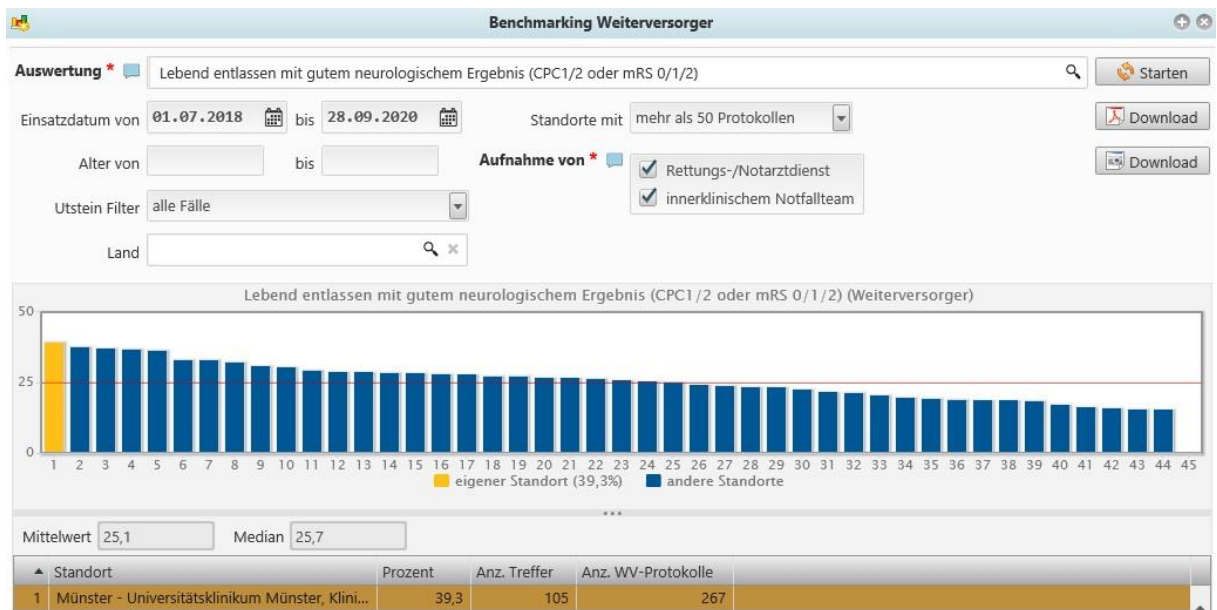 Benchmarking Weiterversorger
Auswertung * Lebend entlassen mit gutem neurologischem Ergebnis (CPC1/2 oder mRS 0/1/2) Starten
Einsatzdatum von 01.07.2018 bis 28.09.2020 Standorte mit mehr als 50 Protokollen Download
Alter von bis Aufnahme von * Rettungs-/Notarztdienst Download
innerklinischem Notfallteam
Utstein Filter alle Fälle
Land
Lebend entlassen mit gutem neurologischem Ergebnis (CPC1/2 oder mRS 0/1/2) (Weiterversorger)
50
25
0
1 2 3 4 5 6 7 8 9 10 11 12 13 14 15 16 17 18 19 20 21 22 23 24 25 26 27 28 29 30 31 32 33 34 35 36 37 38 39 40 41 42 43 44 45
eigener Standort (39,3%) andere Standorte
Mittelwert 25,1 Median 25,7
Standort Prozent Anz. Treffer Anz. WV-Protokolle
1 Münster - Universitätsklinikum Münster, Klini... 39,3 105 267